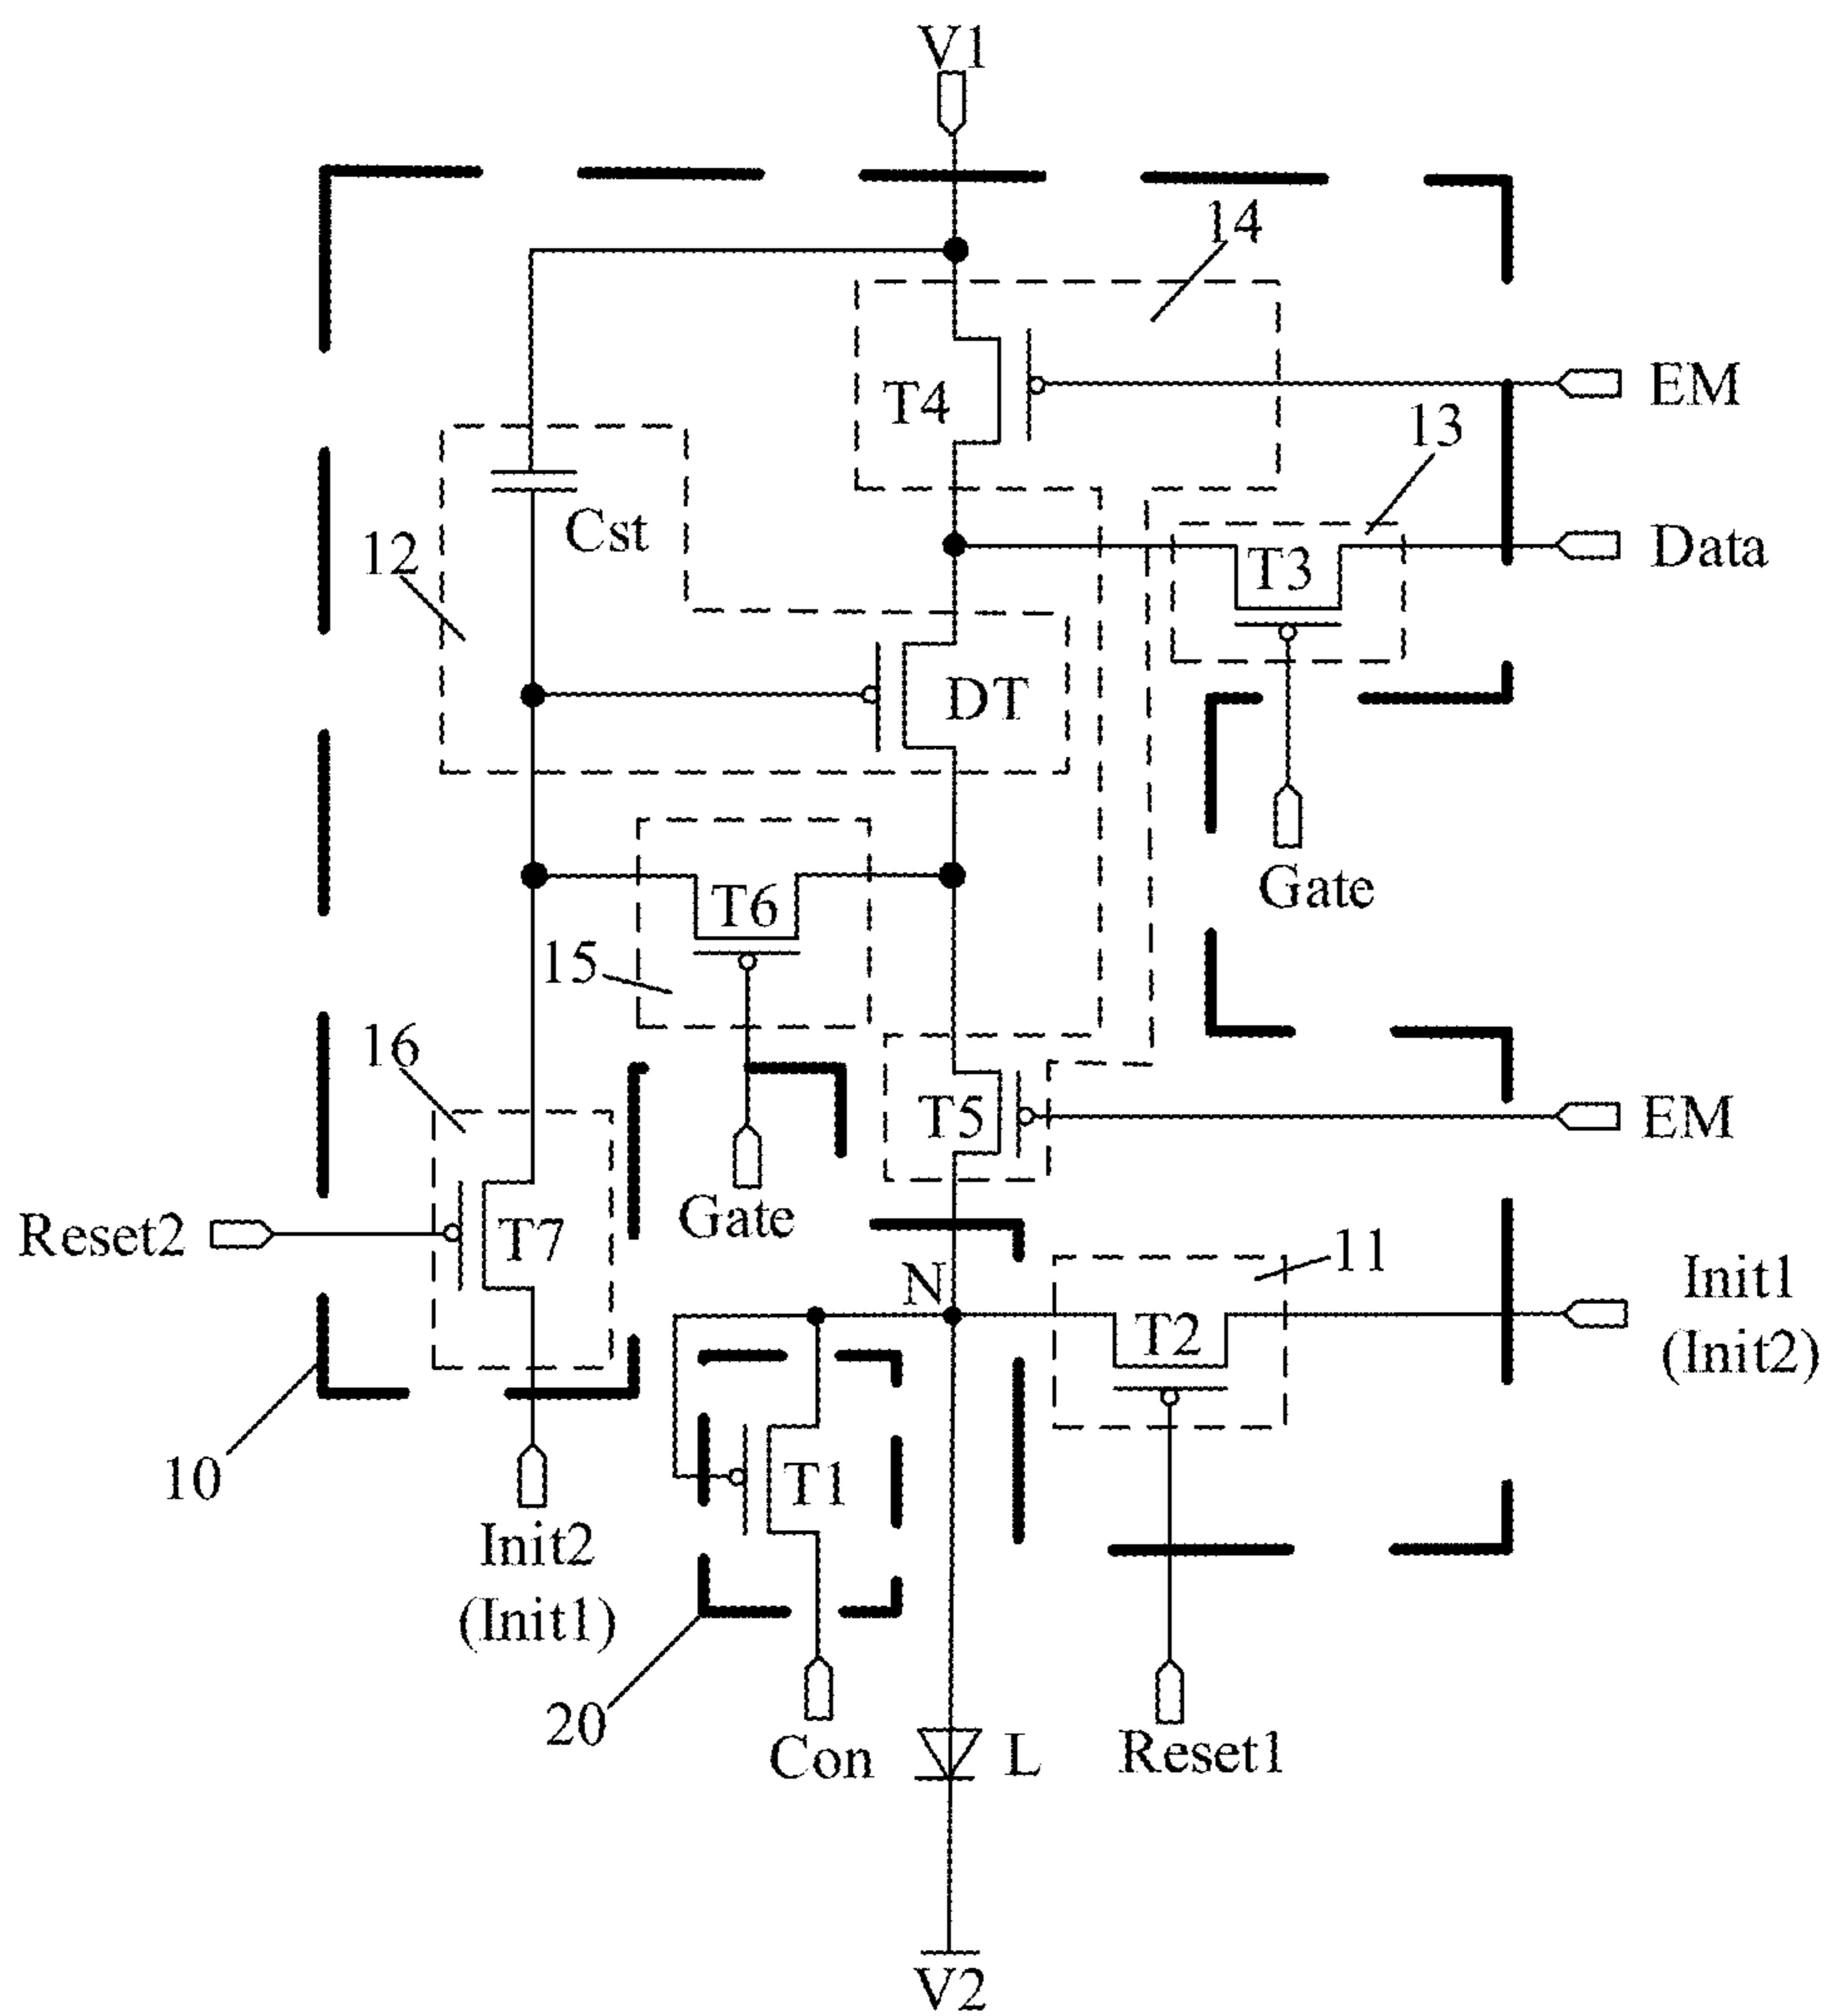 V1
14
T4
EM
13
Cst
12
T3
Data
DT
Gate
T6
15
16
T5
EM
Gate
Reset2
T7
N
11
T2
Init1
(Init2)
10
T1
Init2
(Init1)
20
Con
L
Reset1
V2